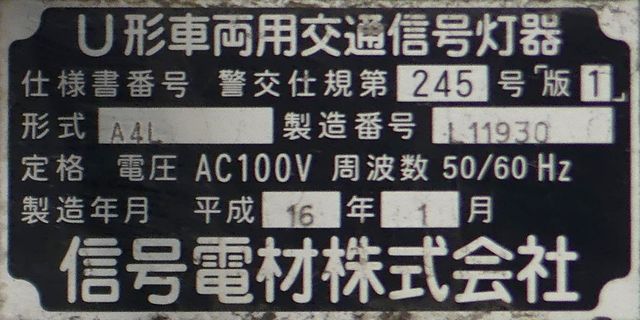 U形車両用交通信号灯器
仕様書番号 警交仕規第 245 号「版1」
形式 A4L 製造番号 L11930
定格 電圧 AC100V 周波数 50/60 Hz
製造年月 平成 16 年 1 月
信号電材株式会社